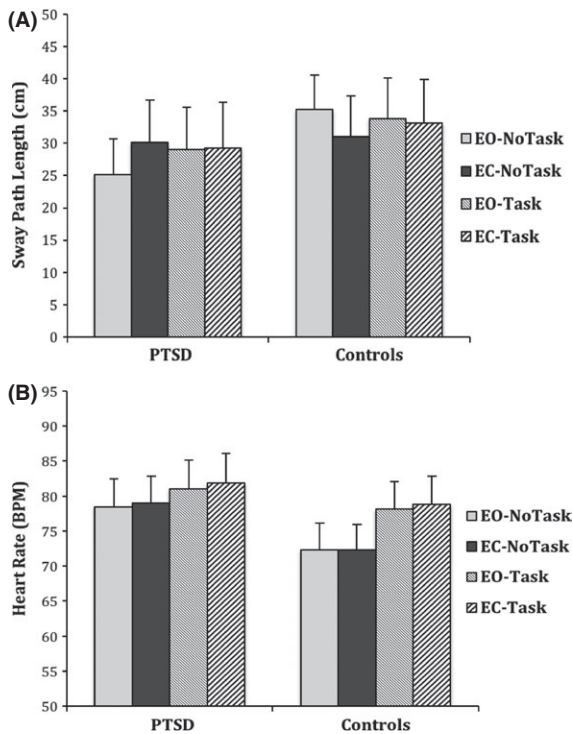 (A)
Sway Path Length (cm)
45
40
35
30
25
20
15
10
5
0
PTSD
Controls
EO-NoTask
EC-NoTask
EO-Task
EC-Task
(B)
Heart Rate (BPM)
95
90
85
80
75
70
65
60
55
50
PTSD
Controls
EO-NoTask
EC-NoTask
EO-Task
EC-Task